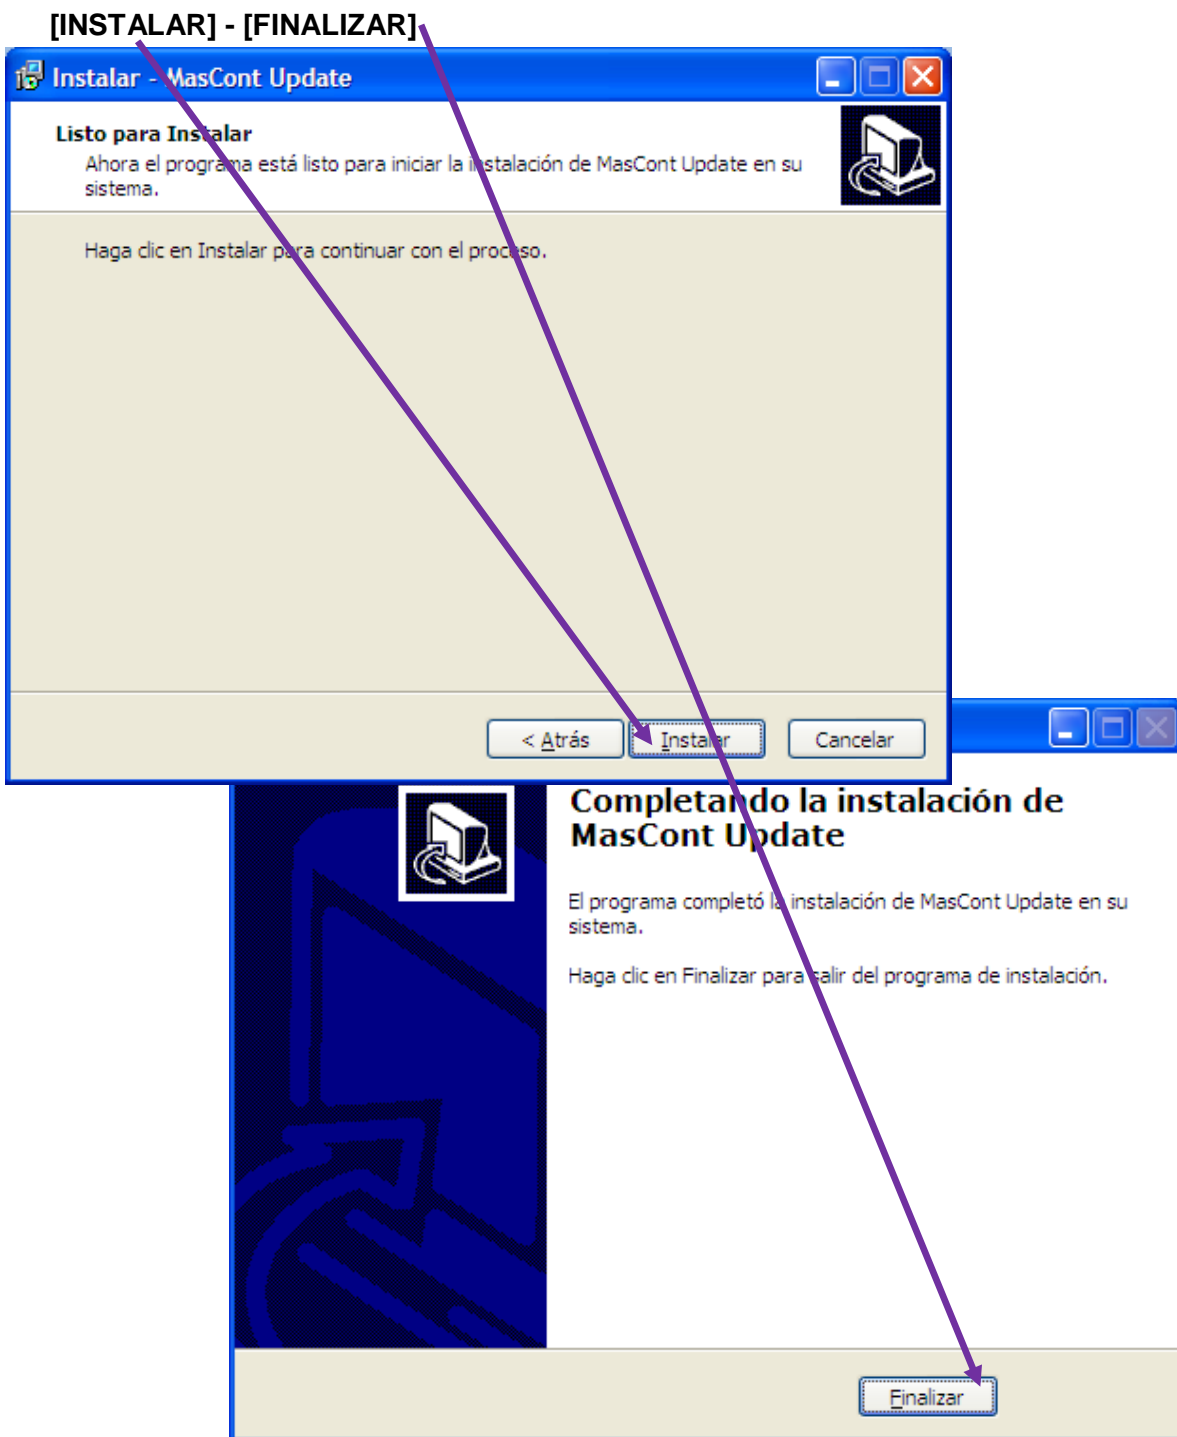 [INSTALAR] - [FINALIZAR]
Instalar - MasCont Update
Listo para Instalar
Ahora el programa está listo para iniciar la instalación de MasCont Update en su
sistema.
Haga clic en Instalar para continuar con el proceso.
< Atrás
Instalar
Cancelar
Completando la instalación de
MasCont Update
El programa completó la instalación de MasCont Update en su
sistema.
Haga clic en Finalizar para salir del programa de instalación.
Finalizar